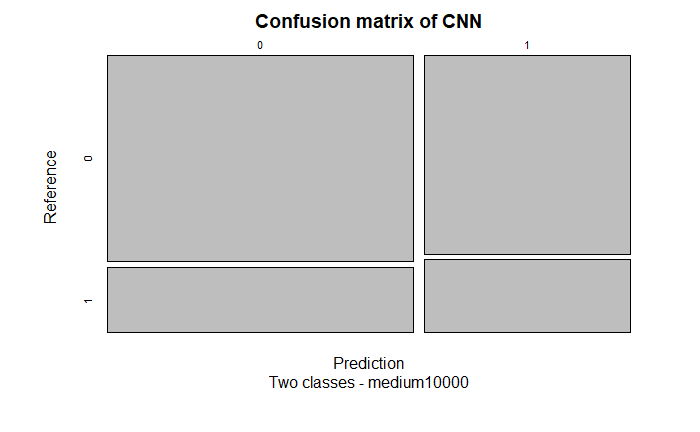 Confusion matrix of CNN
0
1
Reference
0
1
Prediction
Two classes - medium10000